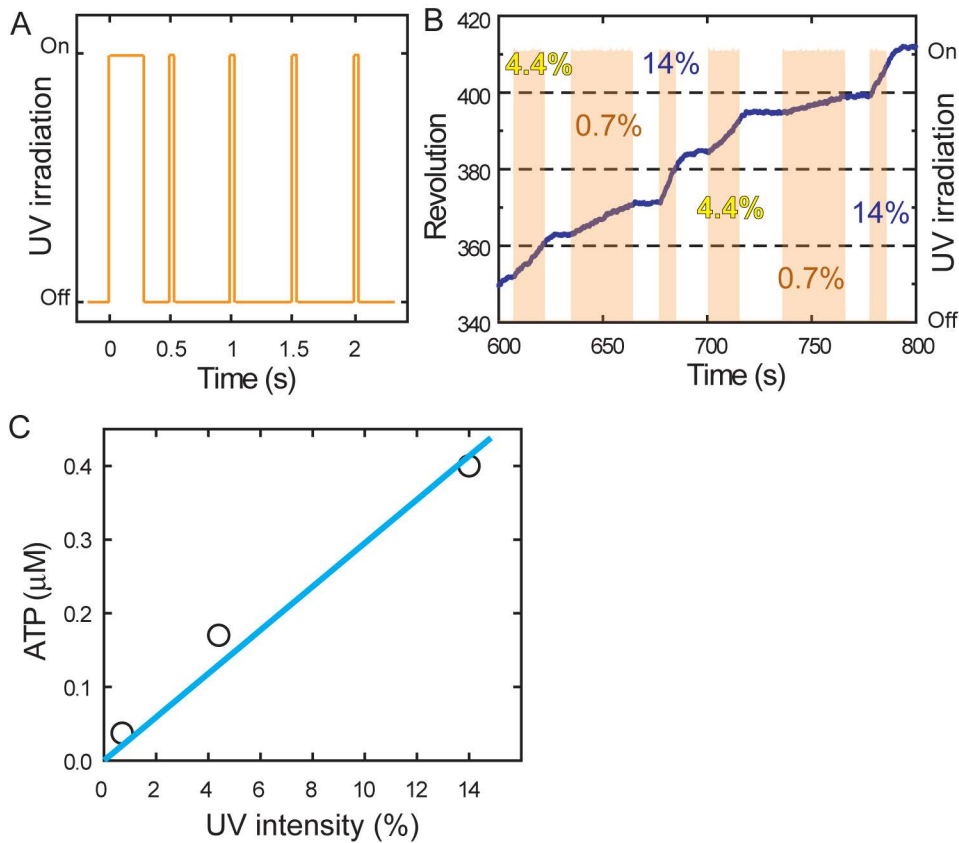 A
UV irradiation
On
Off
0 0.5 1 1.5 2
Time (s)
B
Revolution
420
400
380
360
340
4.4% 14%
0.7%
4.4%
14%
0.7%
On
Off
UV irradiation
600 650 700 750 800
Time (s)
C
ATP (μM)
0.4
0.3
0.2
0.1
0.0
0 2 4 6 8 10 12 14
UV intensity (%)